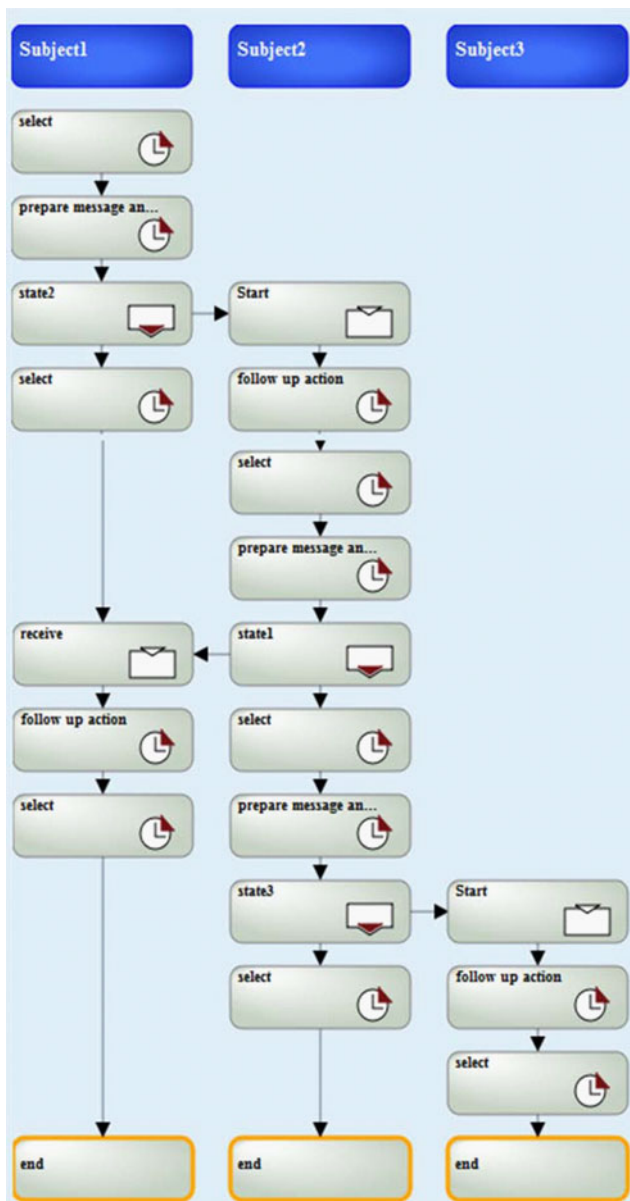 Subject1 Subject2 Subject3
select
prepare message an...
state2 Start
select follow up action
select
prepare message an...
receive state1
follow up action select
select prepare message an...
state3 Start
select follow up action
select
end end end